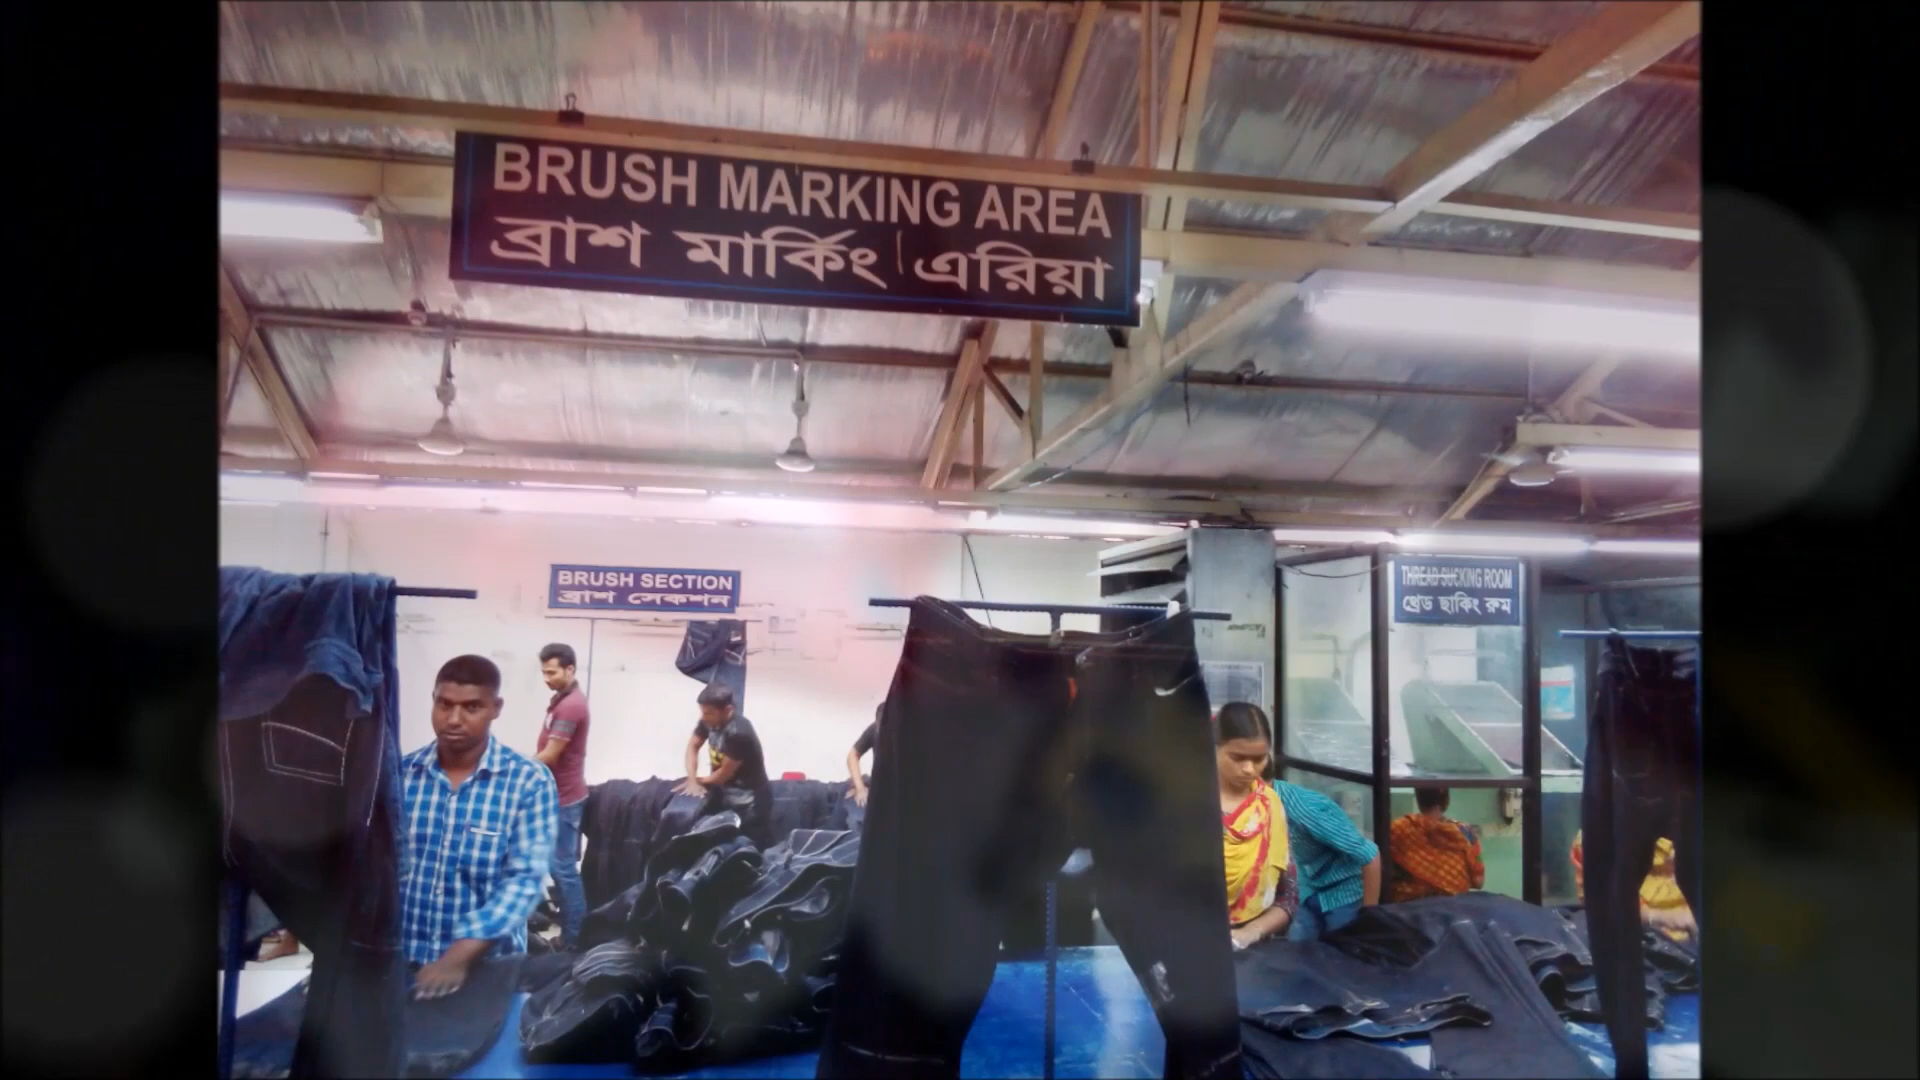 BRUSH MARKING AREA
ব্রাশ মার্কিং এরিয়া
BRUSH SECTION
ব্রাশ সেকশন
THREAD SUCKING ROOM
থ্রেড ছাকিং রুম